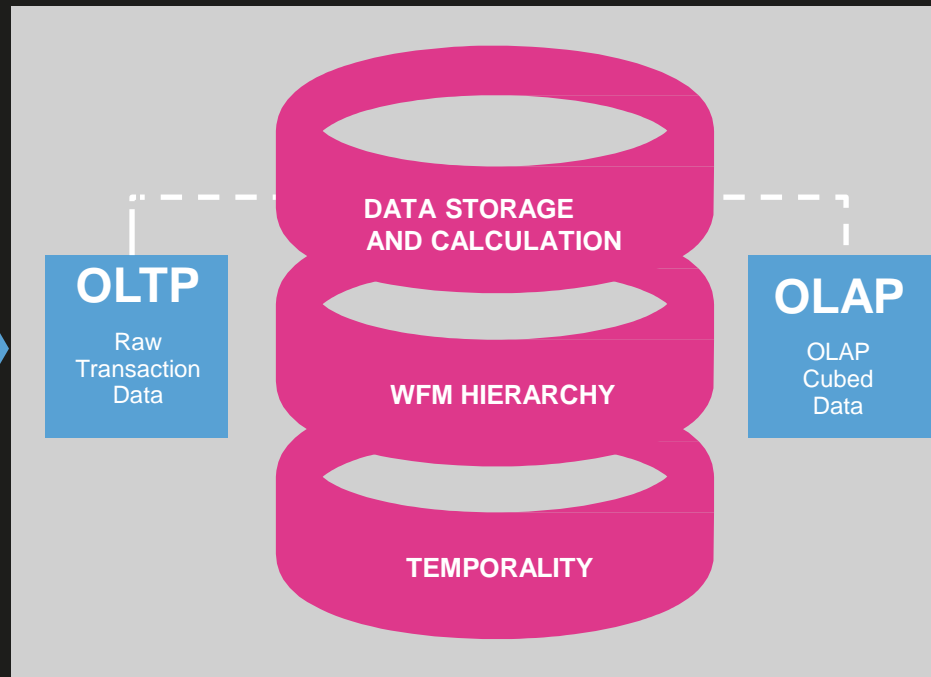 DATA STORAGE
AND CALCULATION
OLTP
Raw
Transaction
Data
WFM HIERARCHY
OLAP
OLAP
Cubed
Data
TEMPORALITY